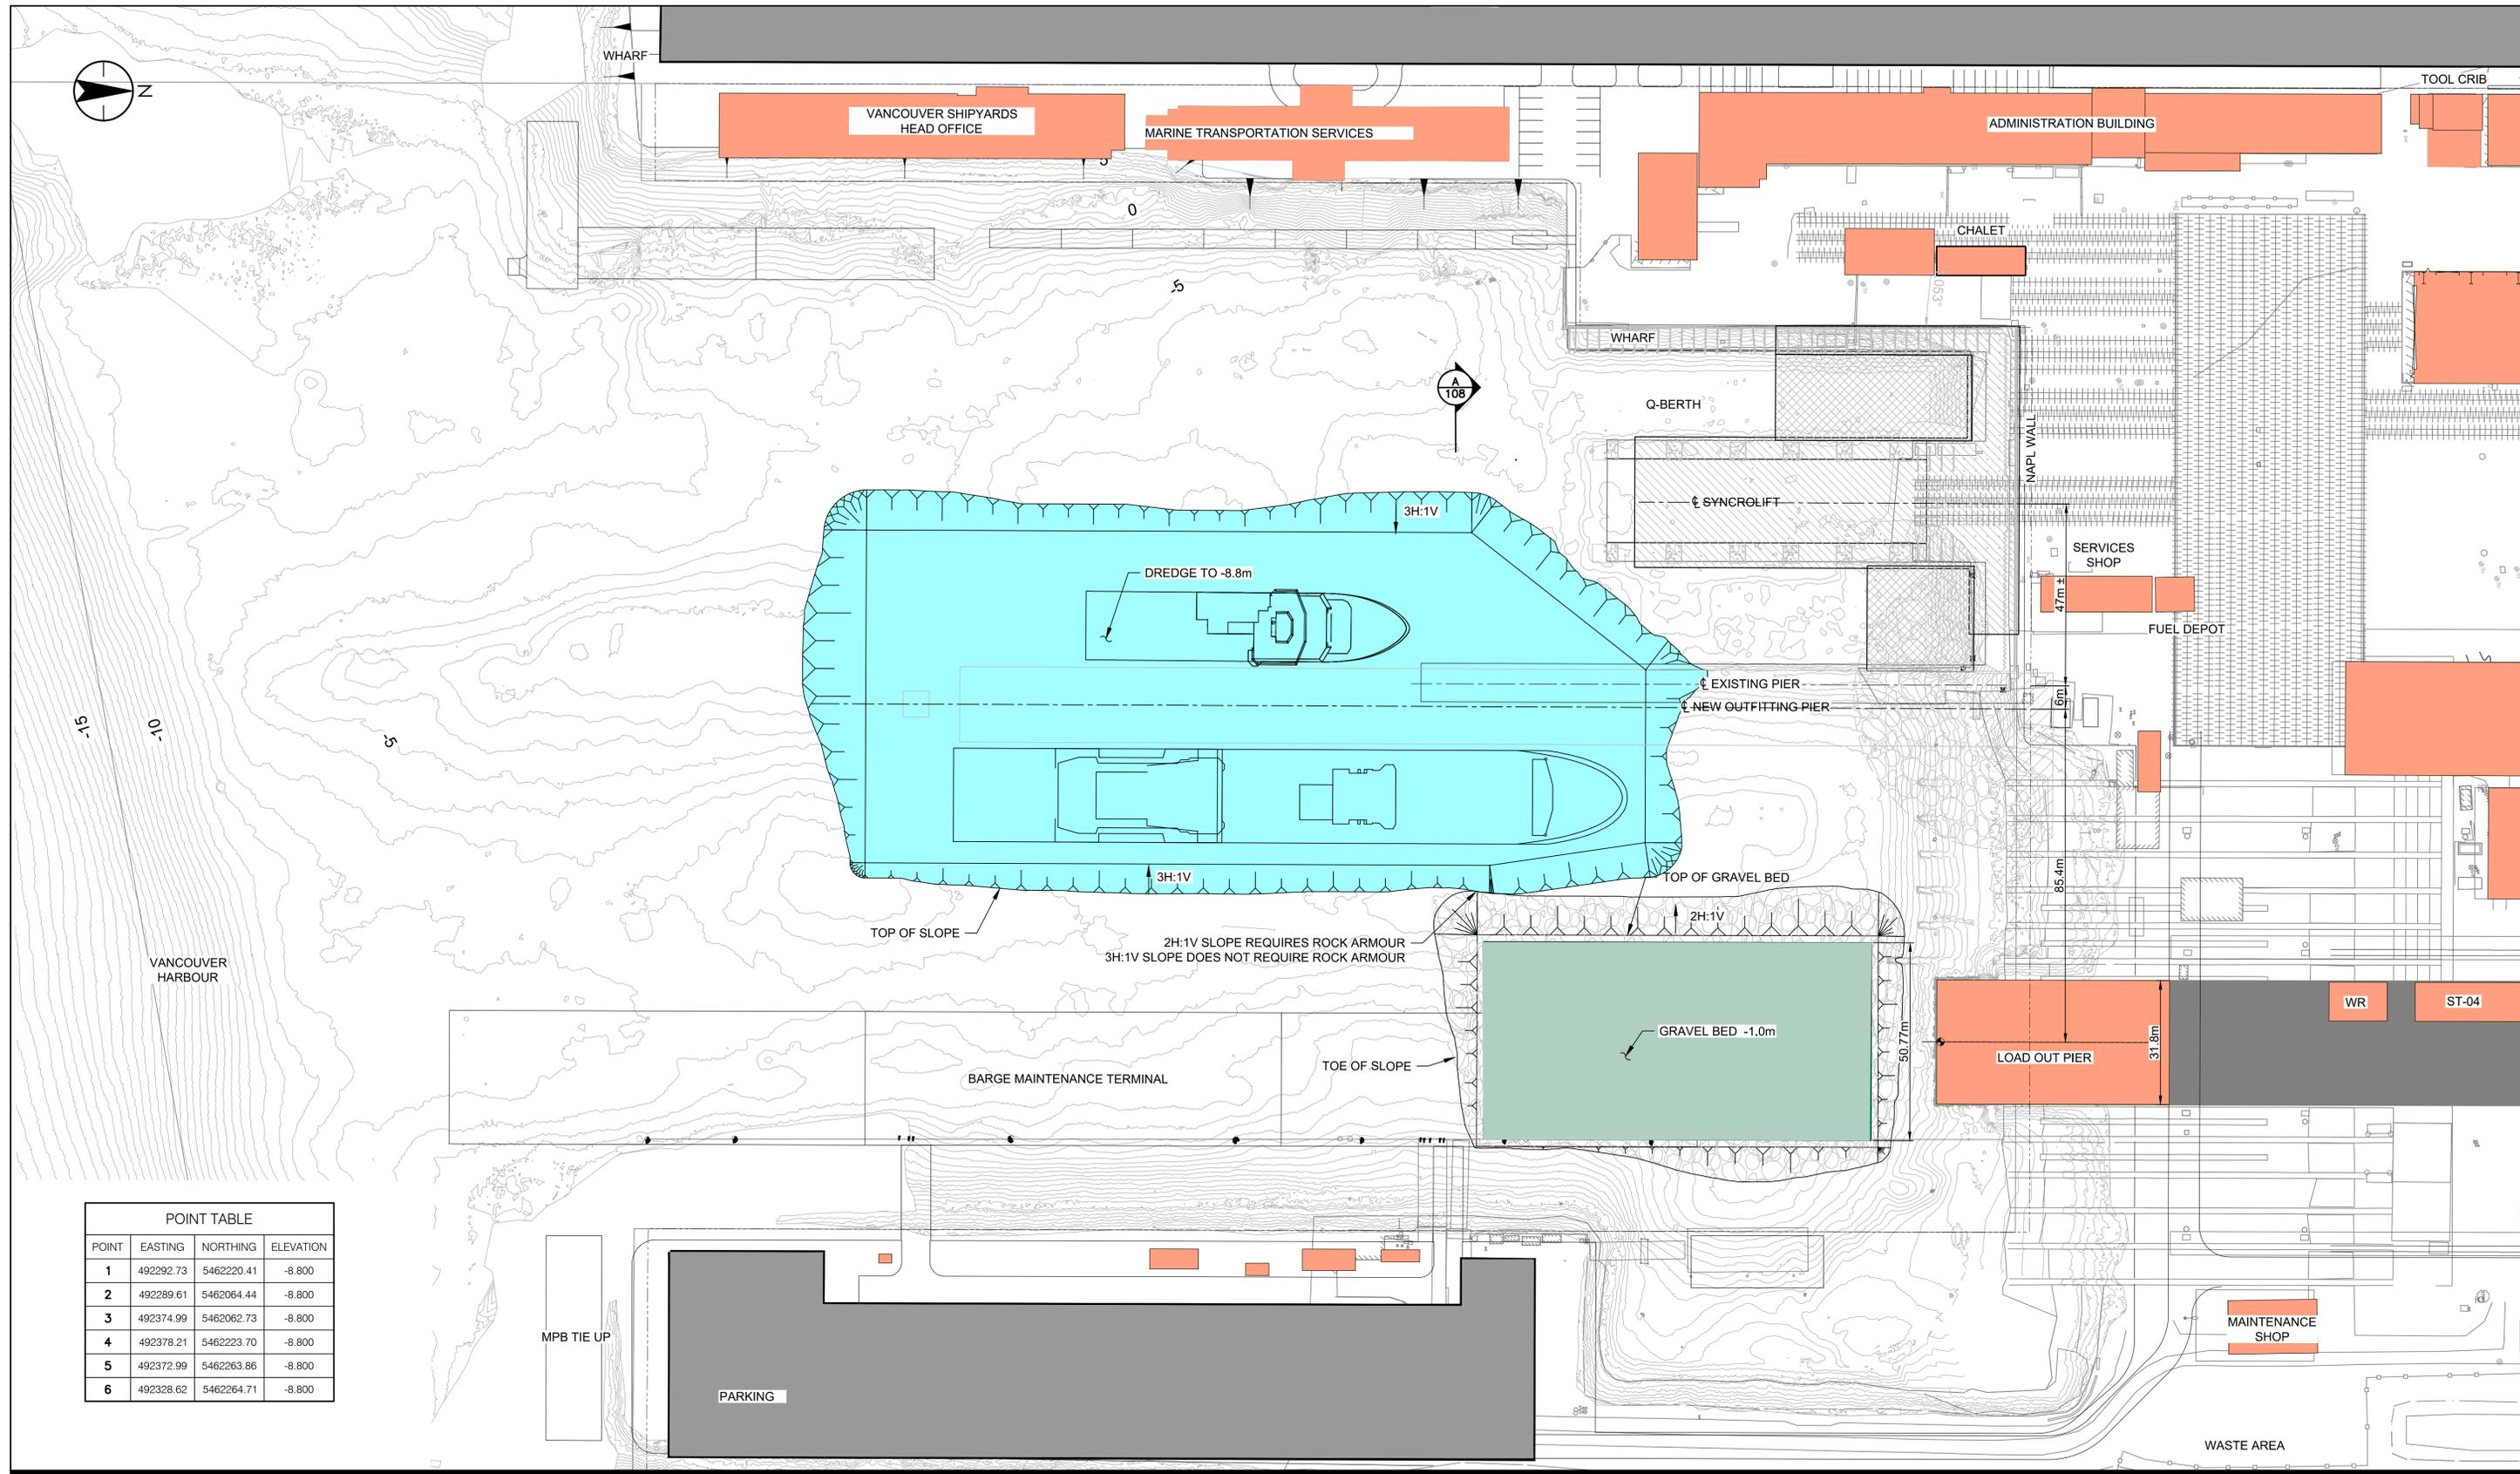 WHARF
TOOL CRIB
N
VANCOUVER SHIPYARDS
HEAD OFFICE
MARINE TRANSPORTATION SERVICES
ADMINISTRATION BUILDING
5
0
CHALET
-5
053°
WHARF
A
108
Q-BERTH
NAPL WALL
℄ SYNCROLIFT
3H:1V
SERVICES
SHOP
DREDGE TO -8.8m
47m ±
FUEL DEPOT
℄ EXISTING PIER
6m
℄ NEW OUTFITTING PIER
-15
-10
-5
3H:1V
TOP OF GRAVEL BED
85.4m
2H:1V
TOP OF SLOPE
2H:1V SLOPE REQUIRES ROCK ARMOUR
3H:1V SLOPE DOES NOT REQUIRE ROCK ARMOUR
VANCOUVER
HARBOUR
WR
ST-04
GRAVEL BED -1.0m
50.77m
31.8m
LOAD OUT PIER
TOE OF SLOPE
BARGE MAINTENANCE TERMINAL
POINT TABLE
POINT EASTING NORTHING ELEVATION
1 492292.73 5462220.41 -8.800
2 492289.61 5462064.44 -8.800
3 492374.99 5462062.73 -8.800
4 492378.21 5462223.70 -8.800
5 492372.99 5462263.86 -8.800
6 492328.62 5462264.71 -8.800
MPB TIE UP
MAINTENANCE
SHOP
PARKING
WASTE AREA